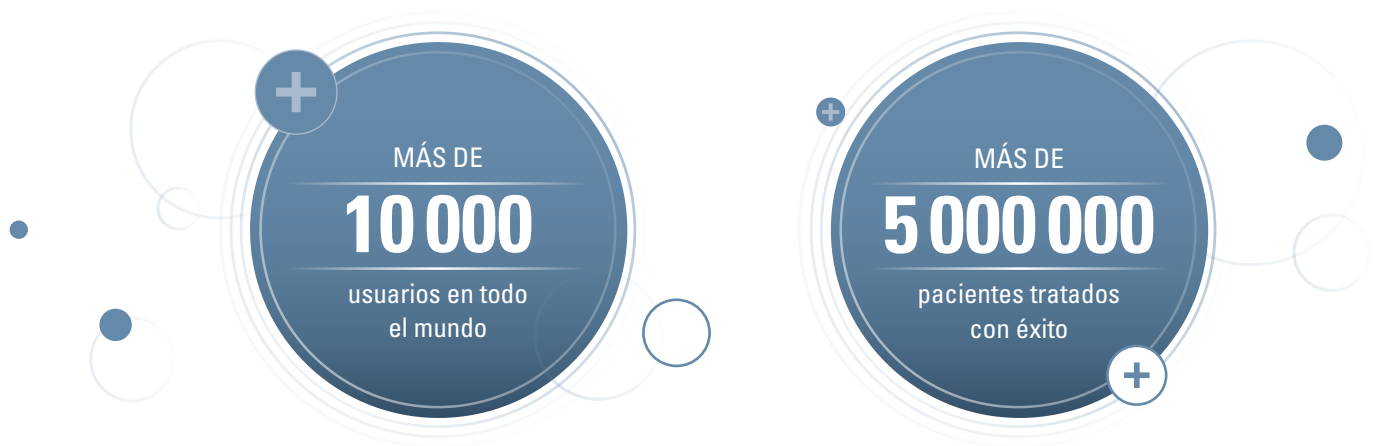 MÁS DE
10 000
usuarios en todo
el mundo
MÁS DE
5 000 000
pacientes tratados
con éxito